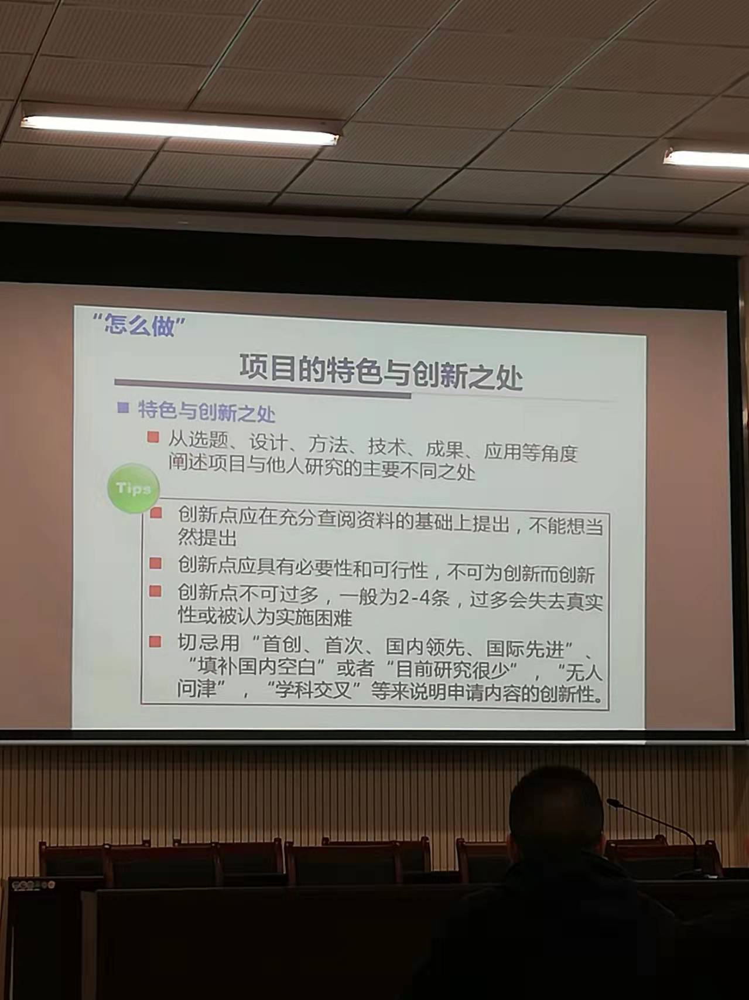 “怎么做”
项目的特色与创新之处
特色与创新之处
从选题、设计、方法、技术、成果、应用等角度
阐述项目与他人研究的主要不同之处
Tips
创新点应在充分查阅资料的基础上提出，不能想当
然提出
创新点应具有必要性和可行性，不可为创新而创新
创新点不可过多，一般为2-4条，过多会失去真实
性或被认为实施困难
切忌用“首创、首次、国内领先、国际先进”、
“填补国内空白”或者“目前研究很少”，“无人
问津”，“学科交叉”等来说明申请内容的创新性。